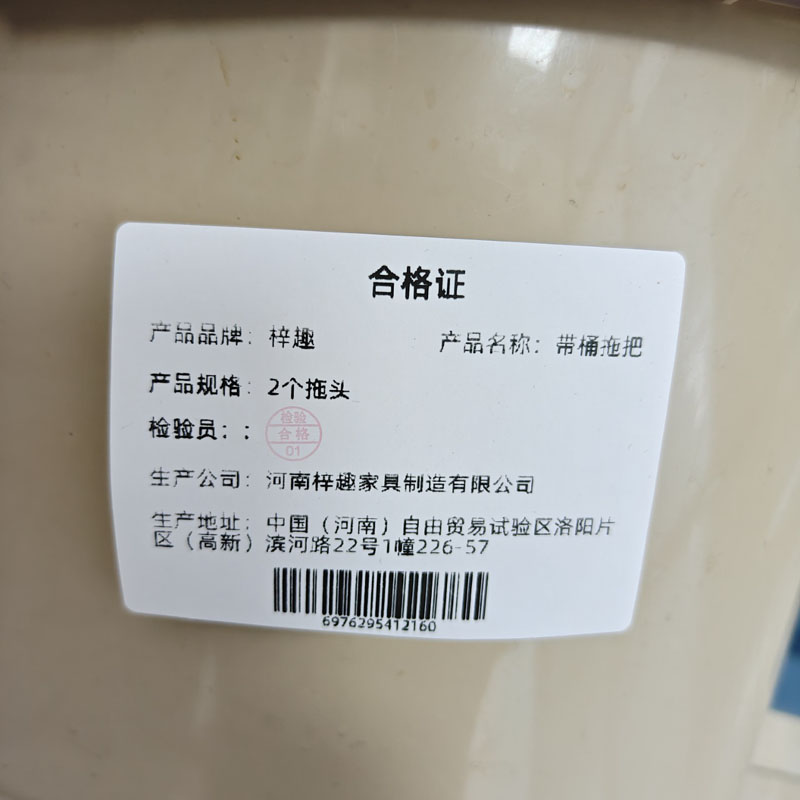 合格证
产品品牌：梓趣 产品名称：带桶拖把
产品规格：2个拖头
检验员：：
检验
合格
01
生产公司：河南梓趣家具制造有限公司
生产地址：中国（河南）自由贸易试验区洛阳片
区（高新）滨河路22号1幢226-57
6976295412160